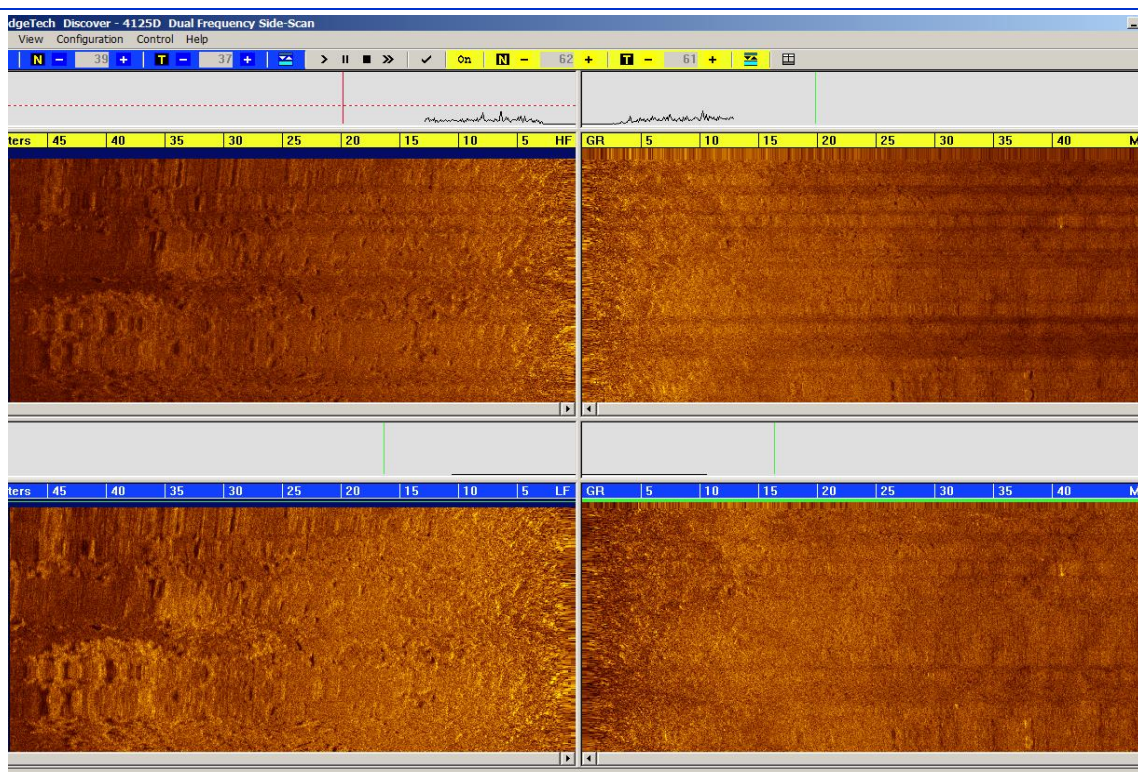 dgeTech Discover - 4125D Dual Frequency Side-Scan
View Configuration Control Help
N - 39 + T - 37 + On N - 62 + T - 61 +
ters 45 40 35 30 25 20 15 10 5 HF GR 5 10 15 20 25 30 35 40 M
ters 45 40 35 30 25 20 15 10 5 LF GR 5 10 15 20 25 30 35 40 M